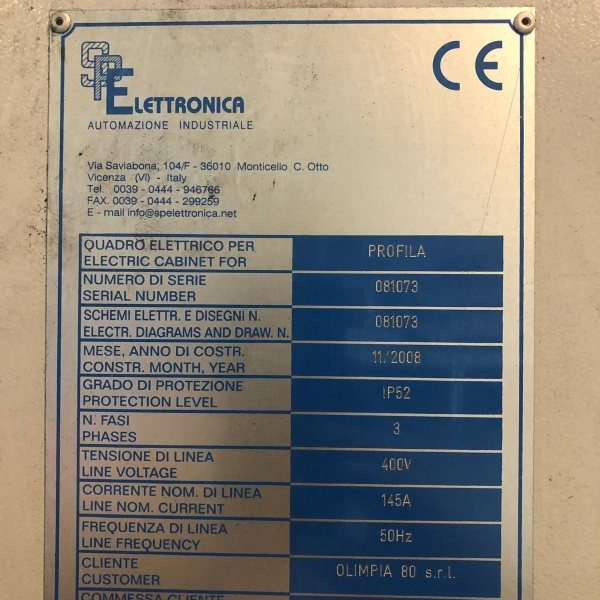 SP ELETTRONICA
AUTOMAZIONE INDUSTRIALE
CE
Via Saviabona, 104/F - 36010 Monticello C. Otto
Vicenza (VI) - Italy
Tel. 0039 - 0444 - 946766
FAX. 0039 - 0444 - 299259
E - mail info@spelettronica.net
QUADRO ELETTRICO PER
ELECTRIC CABINET FOR
PROFILA
NUMERO DI SERIE
SERIAL NUMBER
081073
SCHEMI ELETTR. E DISEGNI N.
ELECTR. DIAGRAMS AND DRAW. N.
081073
MESE, ANNO DI COSTR.
CONSTR. MONTH, YEAR
11/2008
GRADO DI PROTEZIONE
PROTECTION LEVEL
IP52
N. FASI
PHASES
3
TENSIONE DI LINEA
LINE VOLTAGE
400V
CORRENTE NOM. DI LINEA
LINE NOM. CURRENT
145A
FREQUENZA DI LINEA
LINE FREQUENCY
50Hz
CLIENTE
CUSTOMER
OLIMPIA 80 s.r.l.
COMMESSA CLIENTE